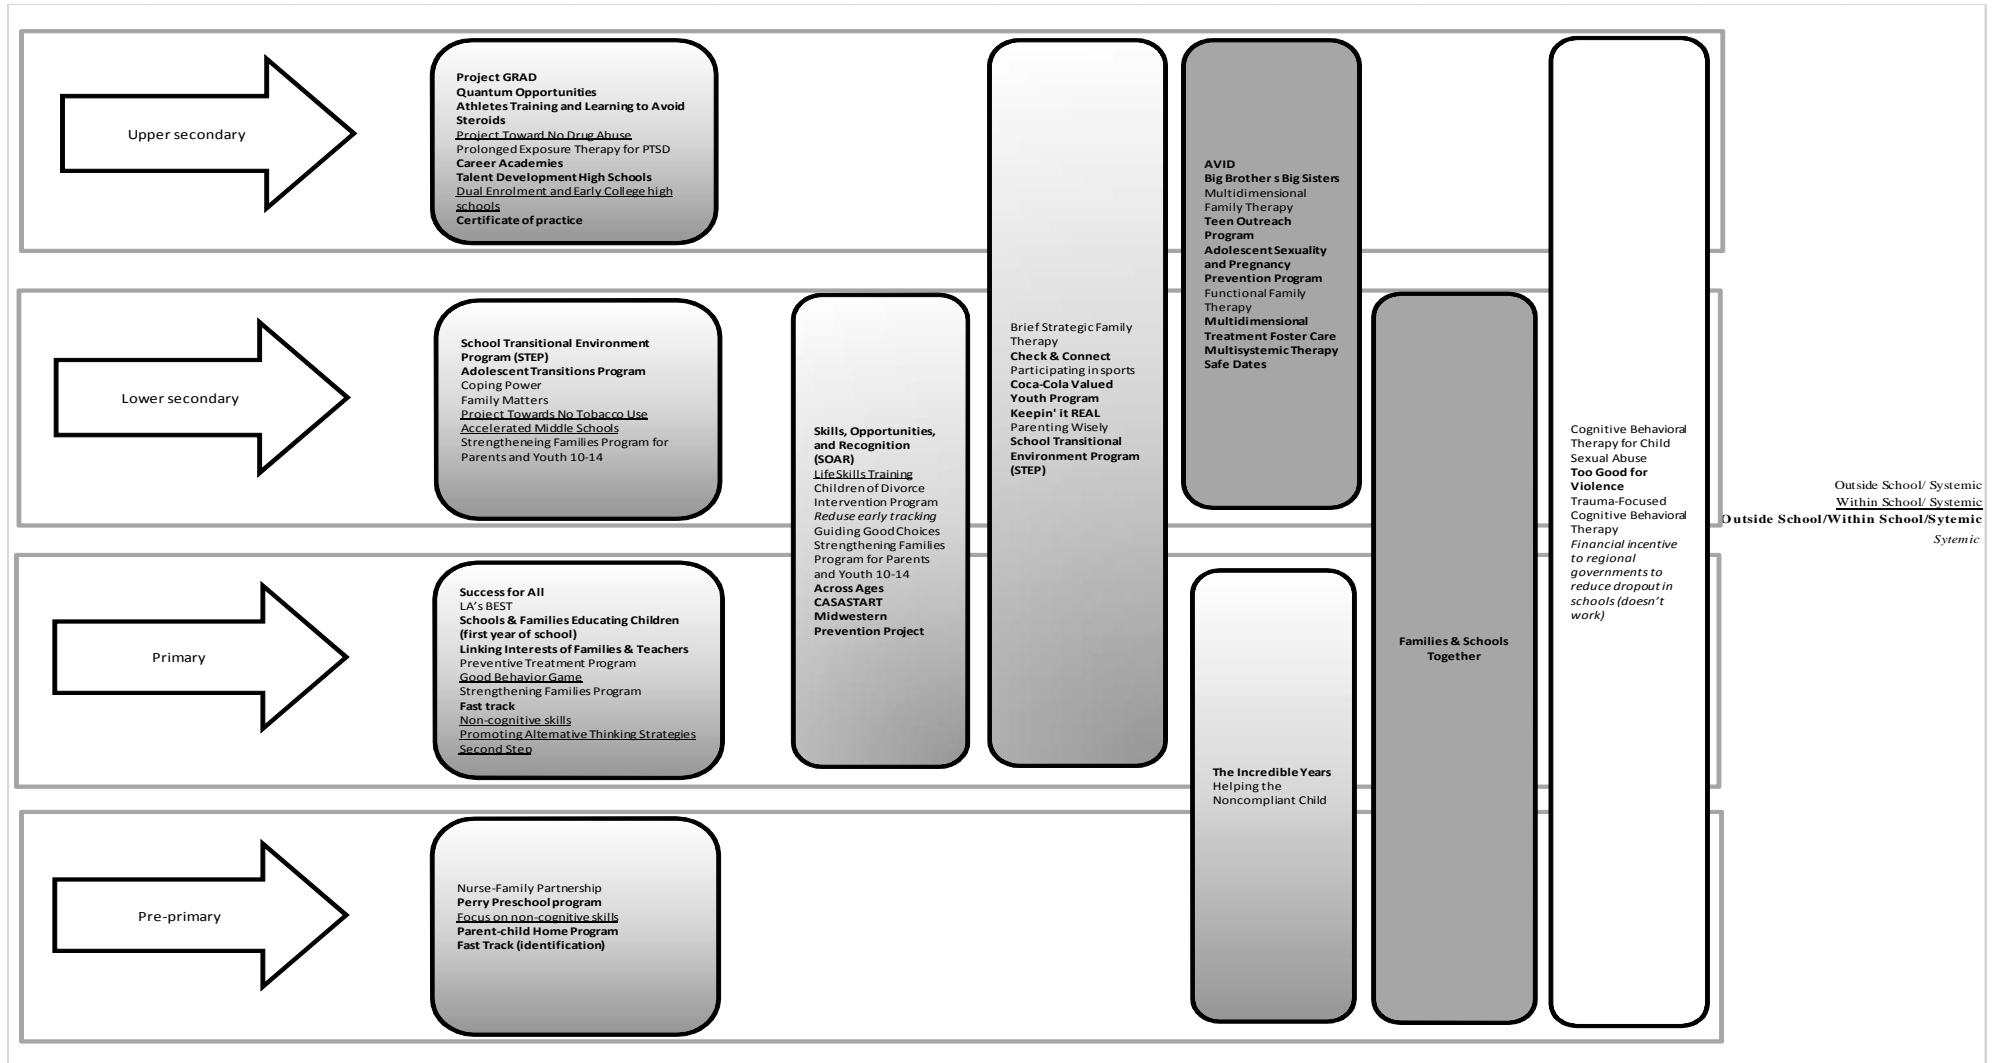 Upper secondary
Project GRAD
Quantum Opportunities
Athletes Training and Learning to Avoid
Steroids
Project Toward No Drug Abuse
Prolonged Exposure Therapy for PTSD
Career Academies
Talent Development High Schools
Dual Enrolment and Early College high
schools
Certificate of practice
Lower secondary
School Transitional Environment
Program (STEP)
Adolescent Transitions Program
Coping Power
Family Matters
Project Towards No Tobacco Use
Accelerated Middle Schools
Strengtheneing Families Program for
Parents and Youth 10-14
Primary
Success for All
LA's BEST
Schools & Families Educating Children
(first year of school)
Linking Interests of Families & Teachers
Preventive Treatment Program
Good Behavior Game
Strengthening Families Program
Fast track
Non-cognitive skills
Promoting Alternative Thinking Strategies
Second Step
Pre-primary
Nurse-Family Partnership
Perry Preschool program
Focus on non-cognitive skills
Parent-child Home Program
Fast Track (identification)
Skills, Opportunities,
and Recognition
(SOAR)
LifeSkills Training
Children of Divorce
Intervention Program
Reduse early tracking
Guiding Good Choices
Strengthening Families
Program for Parents
and Youth 10-14
Across Ages
CASASTART
Midwestern
Prevention Project
Brief Strategic Family
Therapy
Check & Connect
Participating in sports
Coca-Cola Valued
Youth Program
Keepin' it REAL
Parenting Wisely
School Transitional
Environment Program
(STEP)
AVID
Big Brother s Big Sisters
Multidimensional
Family Therapy
Teen Outreach
Program
Adolescent Sexuality
and Pregnancy
Prevention Program
Functional Family
Therapy
Multidimensional
Treatment Foster Care
Multisystemic Therapy
Safe Dates
The Incredible Years
Helping the
Noncompliant Child
Families & Schools
Together
Cognitive Behavioral
Therapy for Child
Sexual Abuse
Too Good for
Violence
Trauma-Focused
Cognitive Behavioral
Therapy
Financial incentive
to regional
governments to
reduce dropout in
schools (doesn't
work)
Outside School/ Systemic
Within School/ Systemic
Outside School/Within School/Sytemic
Sytemic